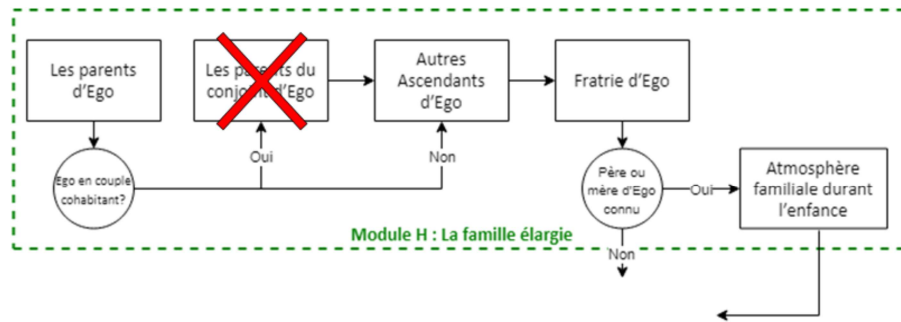 Les parents
d'Ego
Les parents du
conjoint d'Ego
Autres
Ascendants
d'Ego
Fratrie d'Ego
Oui
Non
Ego en couple
cohabitant?
Père ou
mère d'Ego
connu
Oui
Atmosphère
familiale durant
l'enfance
Module H : La famille élargie
Non